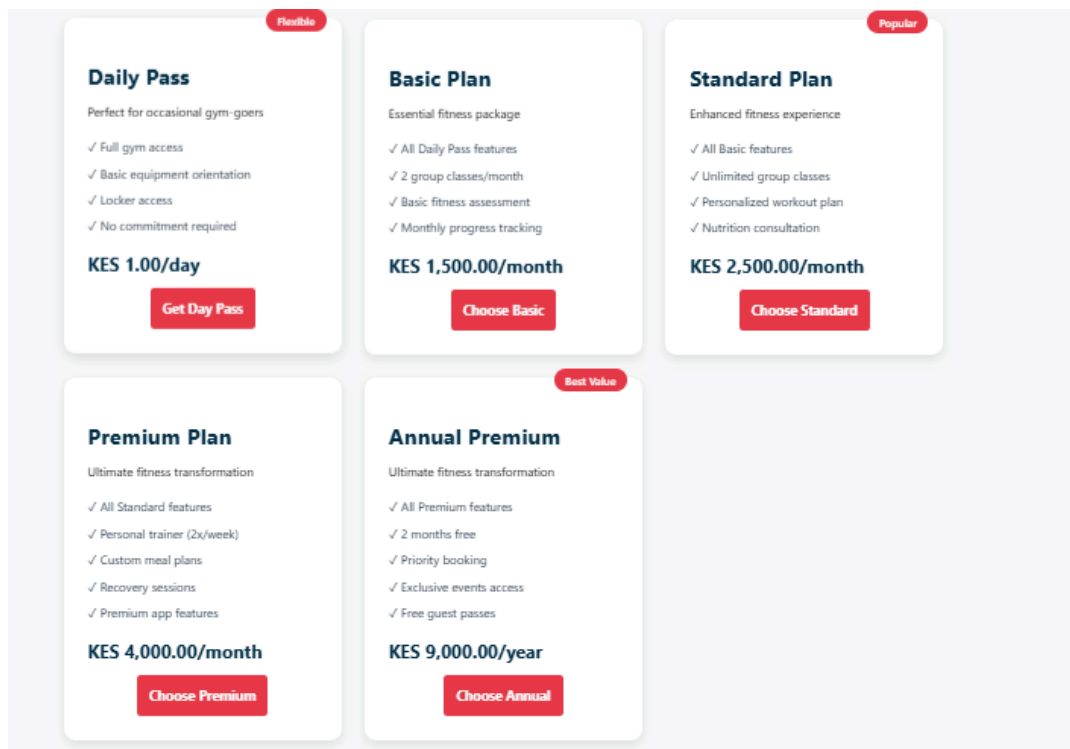 Flexible
Daily Pass
Perfect for occasional gym-goers
✓ Full gym access
✓ Basic equipment orientation
✓ Locker access
✓ No commitment required
KES 1.00/day
Get Day Pass
Basic Plan
Essential fitness package
✓ All Daily Pass features
✓ 2 group classes/month
✓ Basic fitness assessment
✓ Monthly progress tracking
KES 1,500.00/month
Choose Basic
Popular
Standard Plan
Enhanced fitness experience
✓ All Basic features
✓ Unlimited group classes
✓ Personalized workout plan
✓ Nutrition consultation
KES 2,500.00/month
Choose Standard
Premium Plan
Ultimate fitness transformation
✓ All Standard features
✓ Personal trainer (2x/week)
✓ Custom meal plans
✓ Recovery sessions
✓ Premium app features
KES 4,000.00/month
Choose Premium
Best Value
Annual Premium
Ultimate fitness transformation
✓ All Premium features
✓ 2 months free
✓ Priority booking
✓ Exclusive events access
✓ Free guest passes
KES 9,000.00/year
Choose Annual